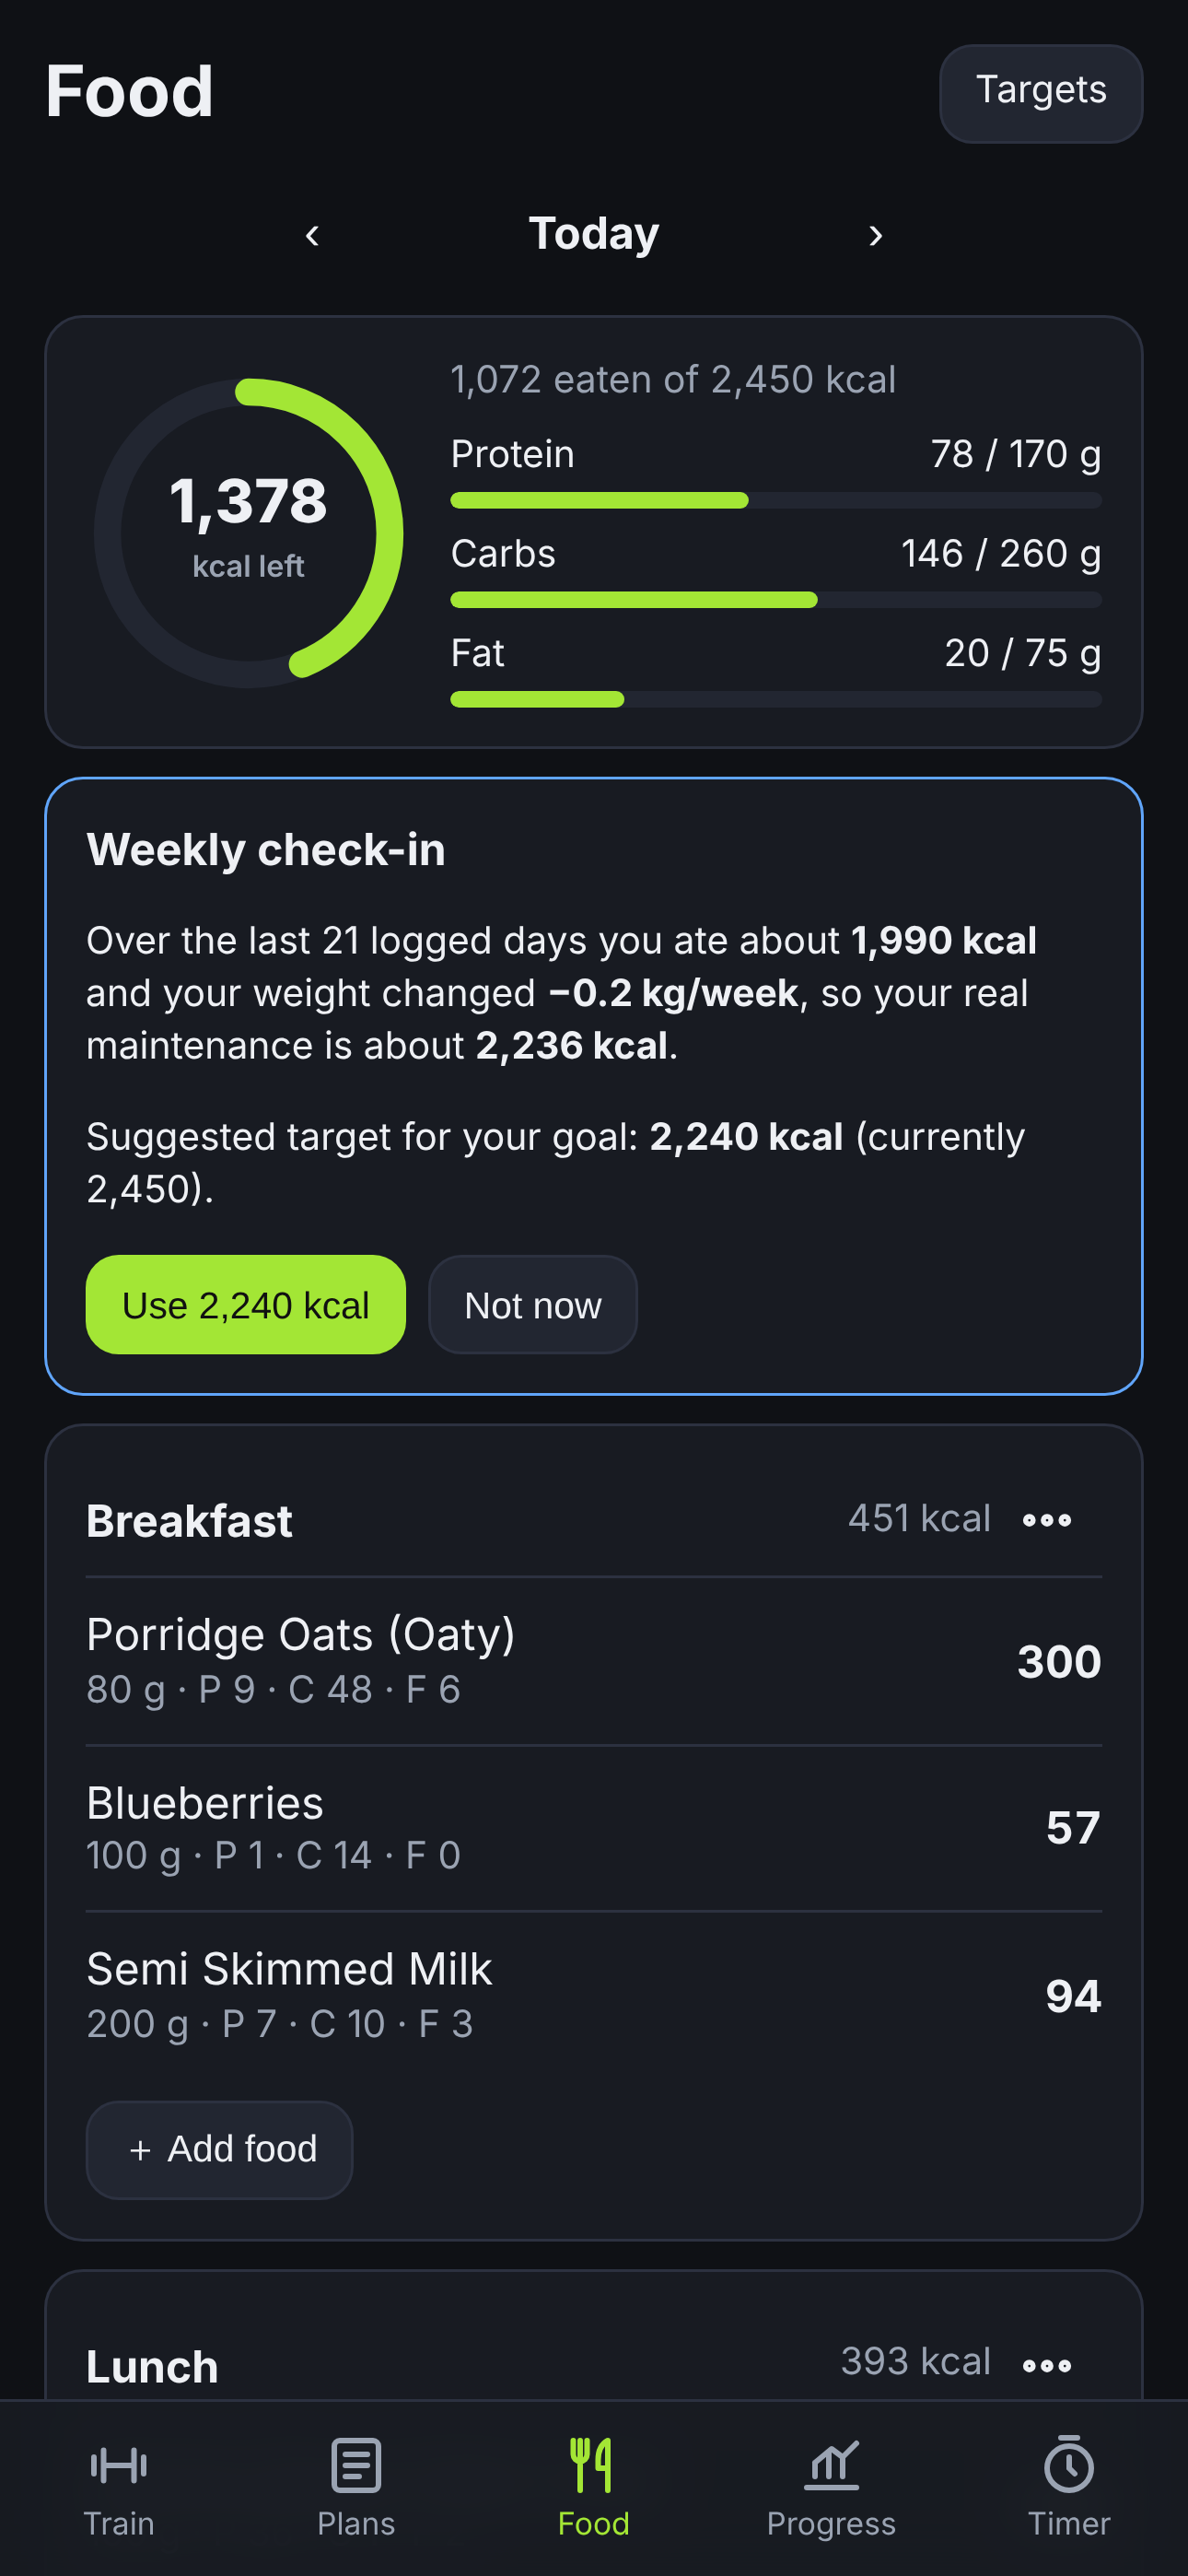 Food
Targets
‹ Today ›
1,378
kcal left
1,072 eaten of 2,450 kcal
Protein 78 / 170 g
Carbs 146 / 260 g
Fat 20 / 75 g
Weekly check-in
Over the last 21 logged days you ate about 1,990 kcal
and your weight changed −0.2 kg/week, so your real
maintenance is about 2,236 kcal.
Suggested target for your goal: 2,240 kcal (currently
2,450).
Use 2,240 kcal
Not now
Breakfast 451 kcal •••
Porridge Oats (Oaty)
80 g · P 9 · C 48 · F 6
300
Blueberries
100 g · P 1 · C 14 · F 0
57
Semi Skimmed Milk
200 g · P 7 · C 10 · F 3
94
+ Add food
Lunch 393 kcal •••
Train
Plans
Food
Progress
Timer